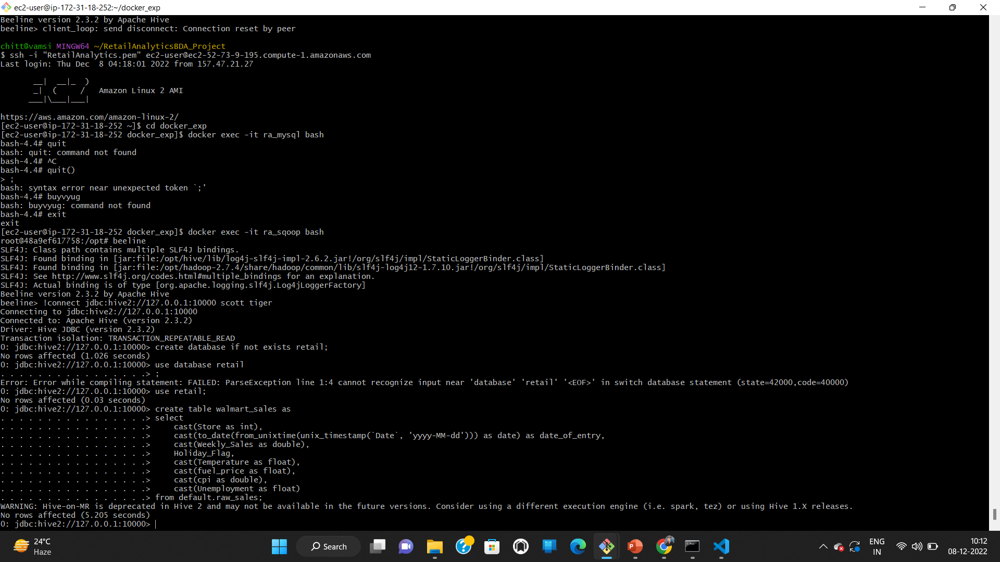 ec2-user@ip-172-31-18-252:~/docker_exp
Beeline version 2.3.2 by Apache Hive
beeline> client_loop: send disconnect: Connection reset by peer
chitt@vamsi MINGW64 ~/RetailAnalyticsBDA_Project
$ ssh -i "RetailAnalytics.pem" ec2-user@ec2-52-73-9-195.compute-1.amazonaws.com
Last login: Thu Dec  8 04:18:01 2022 from 157.47.21.27
       __|  __|_  )
       _|  (     /   Amazon Linux 2 AMI
      ___|\___|___|
https://aws.amazon.com/amazon-linux-2/
[ec2-user@ip-172-31-18-252 ~]$ cd docker_exp
[ec2-user@ip-172-31-18-252 docker_exp]$ docker exec -it ra_mysql bash
bash-4.4# quit
bash: quit: command not found
bash-4.4# ^C
bash-4.4# quit()
> ;
bash: syntax error near unexpected token `;'
bash-4.4# buyvyug
bash: buyvyug: command not found
bash-4.4# exit
exit
[ec2-user@ip-172-31-18-252 docker_exp]$ docker exec -it ra_sqoop bash
root@48a9ef617758:/opt# beeline
SLF4J: Class path contains multiple SLF4J bindings.
SLF4J: Found binding in [jar:file:/opt/hive/lib/log4j-slf4j-impl-2.6.2.jar!/org/slf4j/impl/StaticLoggerBinder.class]
SLF4J: Found binding in [jar:file:/opt/hadoop-2.7.4/share/hadoop/common/lib/slf4j-log4j12-1.7.10.jar!/org/slf4j/impl/StaticLoggerBinder.class]
SLF4J: See http://www.slf4j.org/codes.html#multiple_bindings for an explanation.
SLF4J: Actual binding is of type [org.apache.logging.slf4j.Log4jLoggerFactory]
Beeline version 2.3.2 by Apache Hive
beeline> !connect jdbc:hive2://127.0.0.1:10000 scott tiger
Connecting to jdbc:hive2://127.0.0.1:10000
Connected to: Apache Hive (version 2.3.2)
Driver: Hive JDBC (version 2.3.2)
Transaction isolation: TRANSACTION_REPEATABLE_READ
0: jdbc:hive2://127.0.0.1:10000> create database if not exists retail;
No rows affected (1.026 seconds)
0: jdbc:hive2://127.0.0.1:10000> use database retail
. . . . . . . . . . . . . . . .> ;
Error: Error while compiling statement: FAILED: ParseException line 1:4 cannot recognize input near 'database' 'retail' '<EOF>' in switch database statement (state=42000,code=40000)
0: jdbc:hive2://127.0.0.1:10000> use retail;
No rows affected (0.03 seconds)
0: jdbc:hive2://127.0.0.1:10000> create table walmart_sales as
. . . . . . . . . . . . . . . .> select
. . . . . . . . . . . . . . . .>     cast(Store as int),
. . . . . . . . . . . . . . . .>     cast(to_date(from_unixtime(unix_timestamp(`Date`, 'yyyy-MM-dd'))) as date) as date_of_entry,
. . . . . . . . . . . . . . . .>     cast(Weekly_Sales as double),
. . . . . . . . . . . . . . . .>     Holiday_Flag,
. . . . . . . . . . . . . . . .>     cast(Temperature as float),
. . . . . . . . . . . . . . . .>     cast(fuel_price as float),
. . . . . . . . . . . . . . . .>     cast(cpi as double),
. . . . . . . . . . . . . . . .>     cast(Unemployment as float)
. . . . . . . . . . . . . . . .> from default.raw_sales;
WARNING: Hive-on-MR is deprecated in Hive 2 and may not be available in the future versions. Consider using a different execution engine (i.e. spark, tez) or using Hive 1.X releases.
No rows affected (5.205 seconds)
0: jdbc:hive2://127.0.0.1:10000>
24°C
Haze
Search
ENG
IN
10:12
08-12-2022